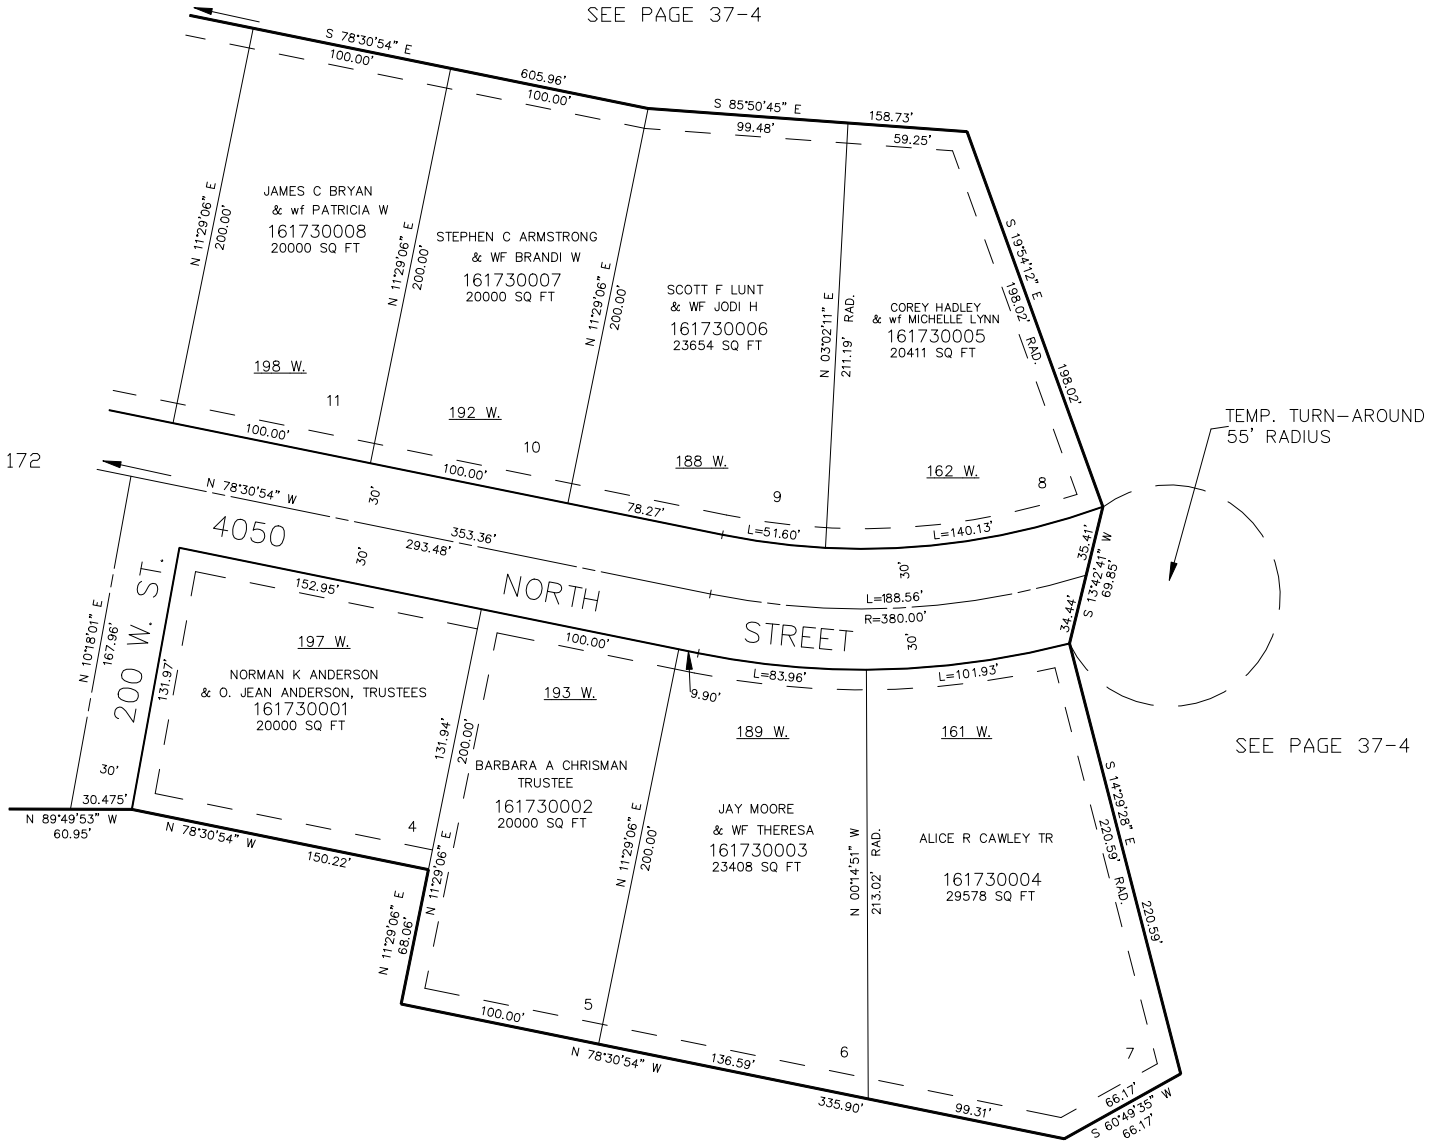 SEE PAGE 37-4
S 78°30'54" E
100.00'
605.96'
100.00'
S 85°50'45" E
158.73'
99.48'
59.25'
N 11°29'06" E
200.00'
JAMES C BRYAN
& wf PATRICIA W
161730008
20000 SQ FT
198 W.
11
100.00'
N 11°29'06" E
200.00'
STEPHEN C ARMSTRONG
& WF BRANDI W
161730007
20000 SQ FT
192 W.
10
100.00'
N 11°29'06" E
200.00'
SCOTT F LUNT
& WF JODI H
161730006
23654 SQ FT
188 W.
9
78.27'
L=51.60'
N 03°02'11" E
211.19' RAD.
COREY HADLEY
& wf MICHELLE LYNN
161730005
20411 SQ FT
162 W.
8
L=140.13'
S 19°54'12" E
198.02' RAD.
198.02'
TEMP. TURN-AROUND
55' RADIUS
172
N 78°30'54" W
30'
353.36'
293.48'
30'
4050
NORTH
STREET
30'
L=188.56'
R=380.00'
30'
35.41'
S 13°42'41" W
69.85'
34.44'
SEE PAGE 37-4
N 10°18'01" E
167.96'
200 W. ST.
131.97'
30'
30.475'
N 89°49'53" W
60.95'
152.95'
197 W.
NORMAN K ANDERSON
& O. JEAN ANDERSON, TRUSTEES
161730001
20000 SQ FT
4
131.94'
N 78°30'54" W
150.22'
N 11°29'06" E
68.06'
100.00'
200.00'
N 11°29'06" E
193 W.
BARBARA A CHRISMAN
TRUSTEE
161730002
20000 SQ FT
5
100.00'
9.90'
L=83.96'
N 11°29'06" E
200.00'
189 W.
JAY MOORE
& WF THERESA
161730003
23408 SQ FT
6
N 78°30'54" W
136.59'
335.90'
L=101.93'
N 00°14'51" W
213.02' RAD.
161 W.
ALICE R CAWLEY TR
161730004
29578 SQ FT
7
S 14°29'28" E
220.59' RAD.
220.59'
99.31'
66.17'
S 60°49'35" W
66.17'